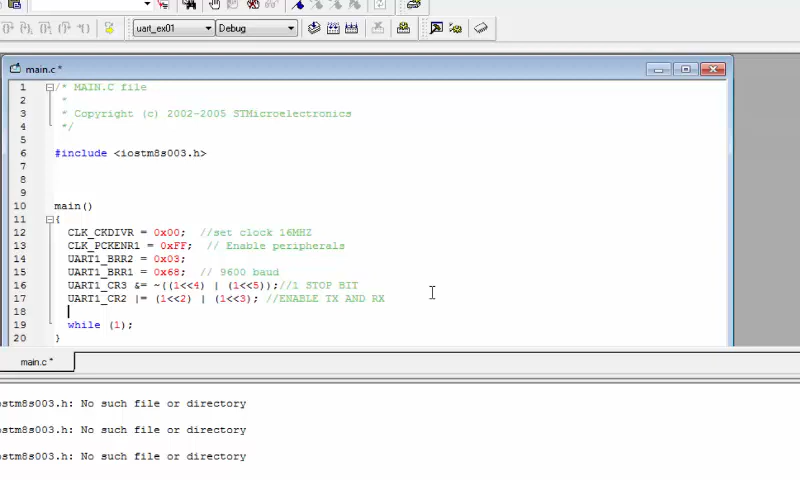 uart_ex01
Debug
main.c *
1 /* MAIN.C file
2 *
3 * Copyright (c) 2002-2005 STMicroelectronics
4 */
5
6 #include <iostm8s003.h>
7
8
9
10 main()
11 {
12 CLK_CKDIVR = 0x00; //set clock 16MHZ
13 CLK_PCKENR1 = 0xFF; // Enable peripherals
14 UART1_BRR2 = 0x03;
15 UART1_BRR1 = 0x68; // 9600 baud
16 UART1_CR3 &= ~((1<<4) | (1<<5));//1 STOP BIT
17 UART1_CR2 |= (1<<2) | (1<<3); //ENABLE TX AND RX
18
19 while (1);
20 }
main.c *
ostm8s003.h: No such file or directory
ostm8s003.h: No such file or directory
ostm8s003.h: No such file or directory